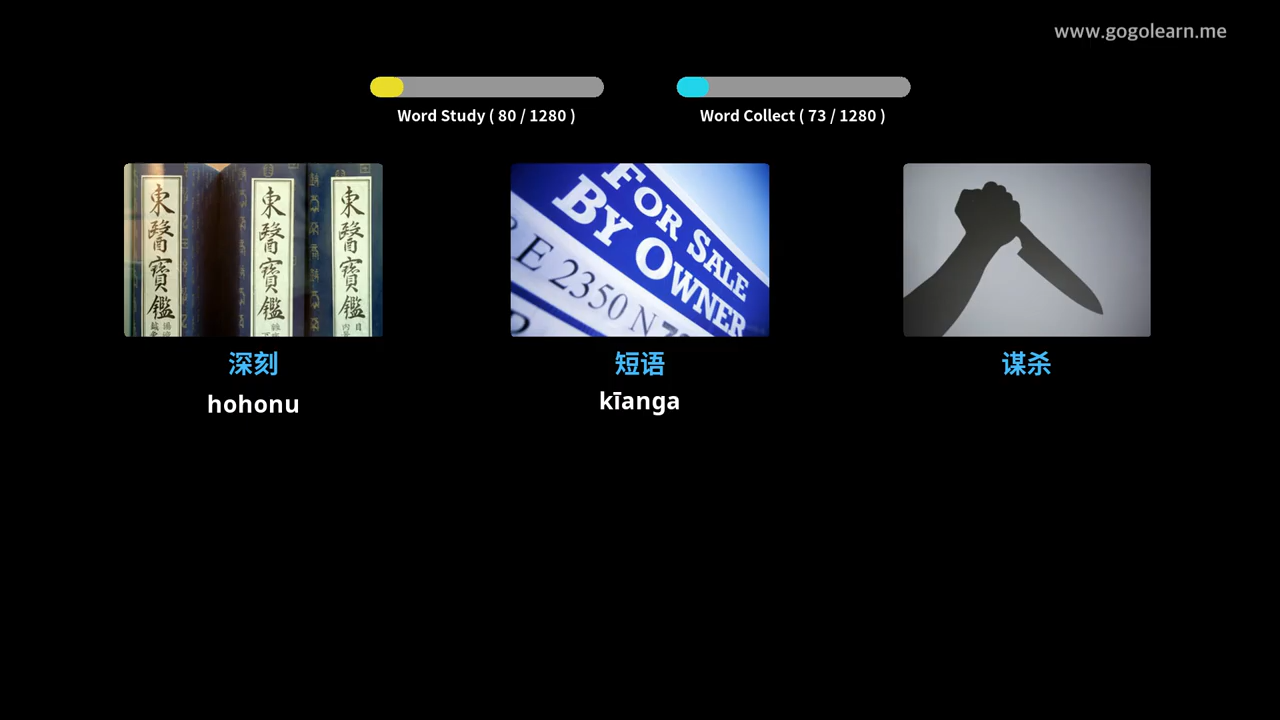 www.gogolearn.me
Word Study ( 80 / 1280 )
Word Collect ( 73 / 1280 )
東醫寶鑑
東醫寶鑑
東醫寶鑑
FOR SALE
BY OWNER
E 2350 N
深刻
短语
谋杀
hohonu
kīanga